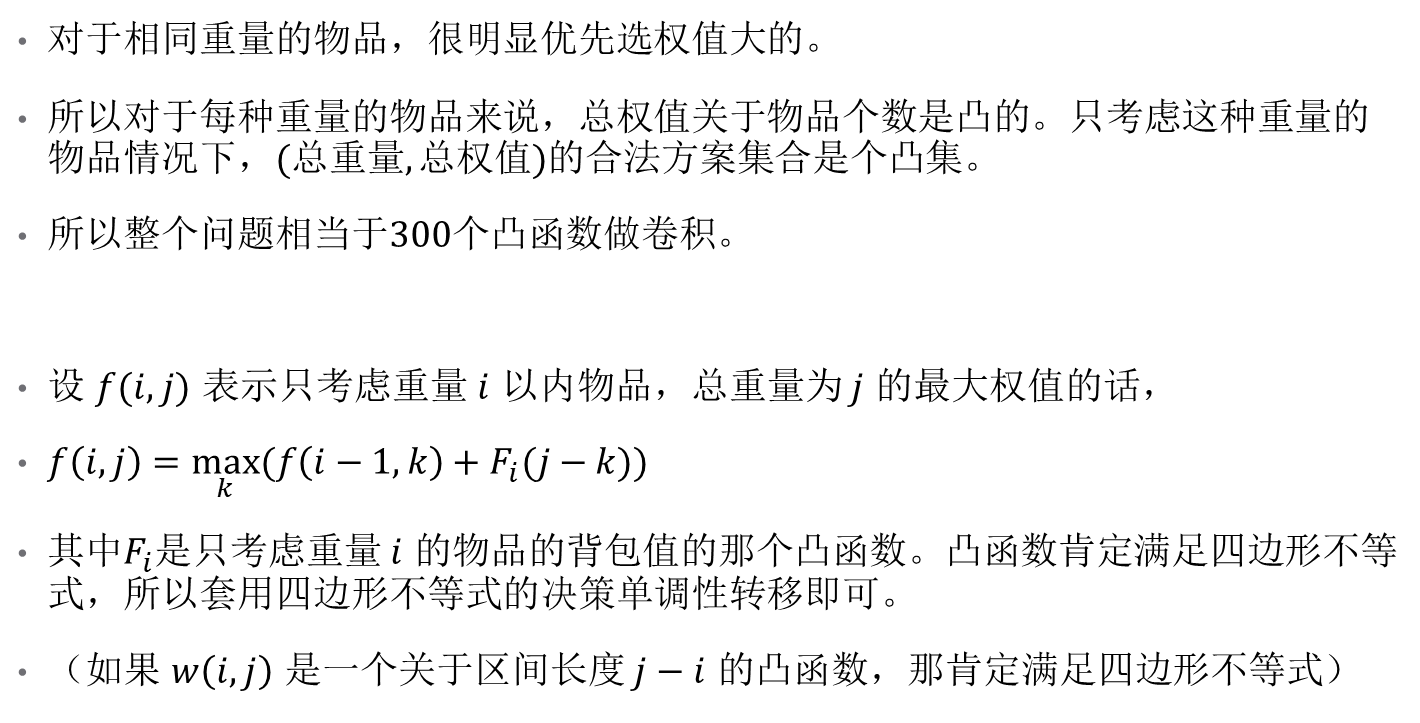 • 对于相同重量的物品，很明显优先选权值大的。
• 所以对于每种重量的物品来说，总权值关于物品个数是凸的。只考虑这种重量的
物品情况下，(总重量, 总权值)的合法方案集合是个凸集。
• 所以整个问题相当于300个凸函数做卷积。
• 设 f(i, j) 表示只考虑重量 i 以内物品，总重量为 j 的最大权值的话，
• f(i, j) = max(f(i − 1, k) + F_i(j − k))
k
• 其中F_i是只考虑重量 i 的物品的背包值的那个凸函数。凸函数肯定满足四边形不等
式，所以套用四边形不等式的决策单调性转移即可。
• （如果 w(i, j) 是一个关于区间长度 j − i 的凸函数，那肯定满足四边形不等式）